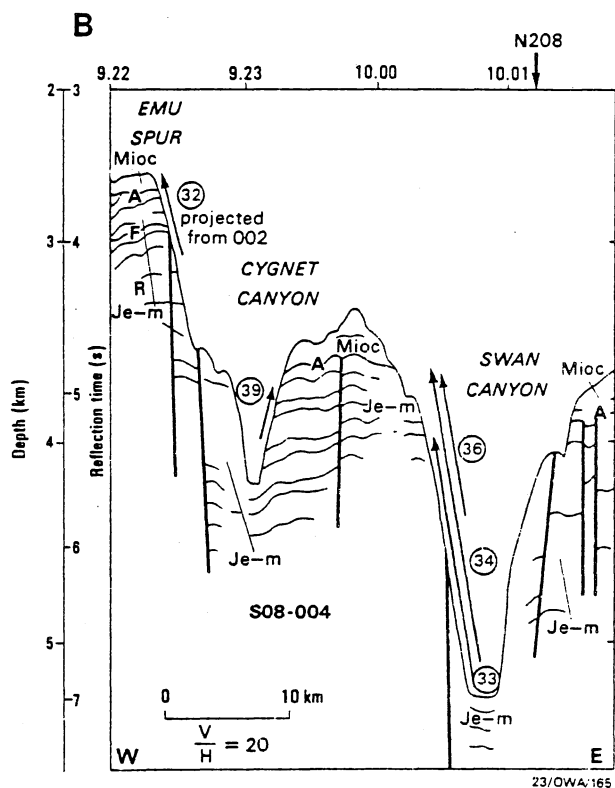 B
N208
9.22 9.23 10.00 10.01
2 3
EMU
SPUR
Mioc
A
32
projected
from 002
F
3 4
R
Je-m
CYGNET
CANYON
Mioc
A
39
Je-m
SWAN
CANYON
Mioc
A
5
4
36
Depth (km)
Reflection time (s)
6
34
Je-m
Je-m
S08-004
5
7
33
Je-m
0 10 km
V
H = 20
W E
23/OWA/165